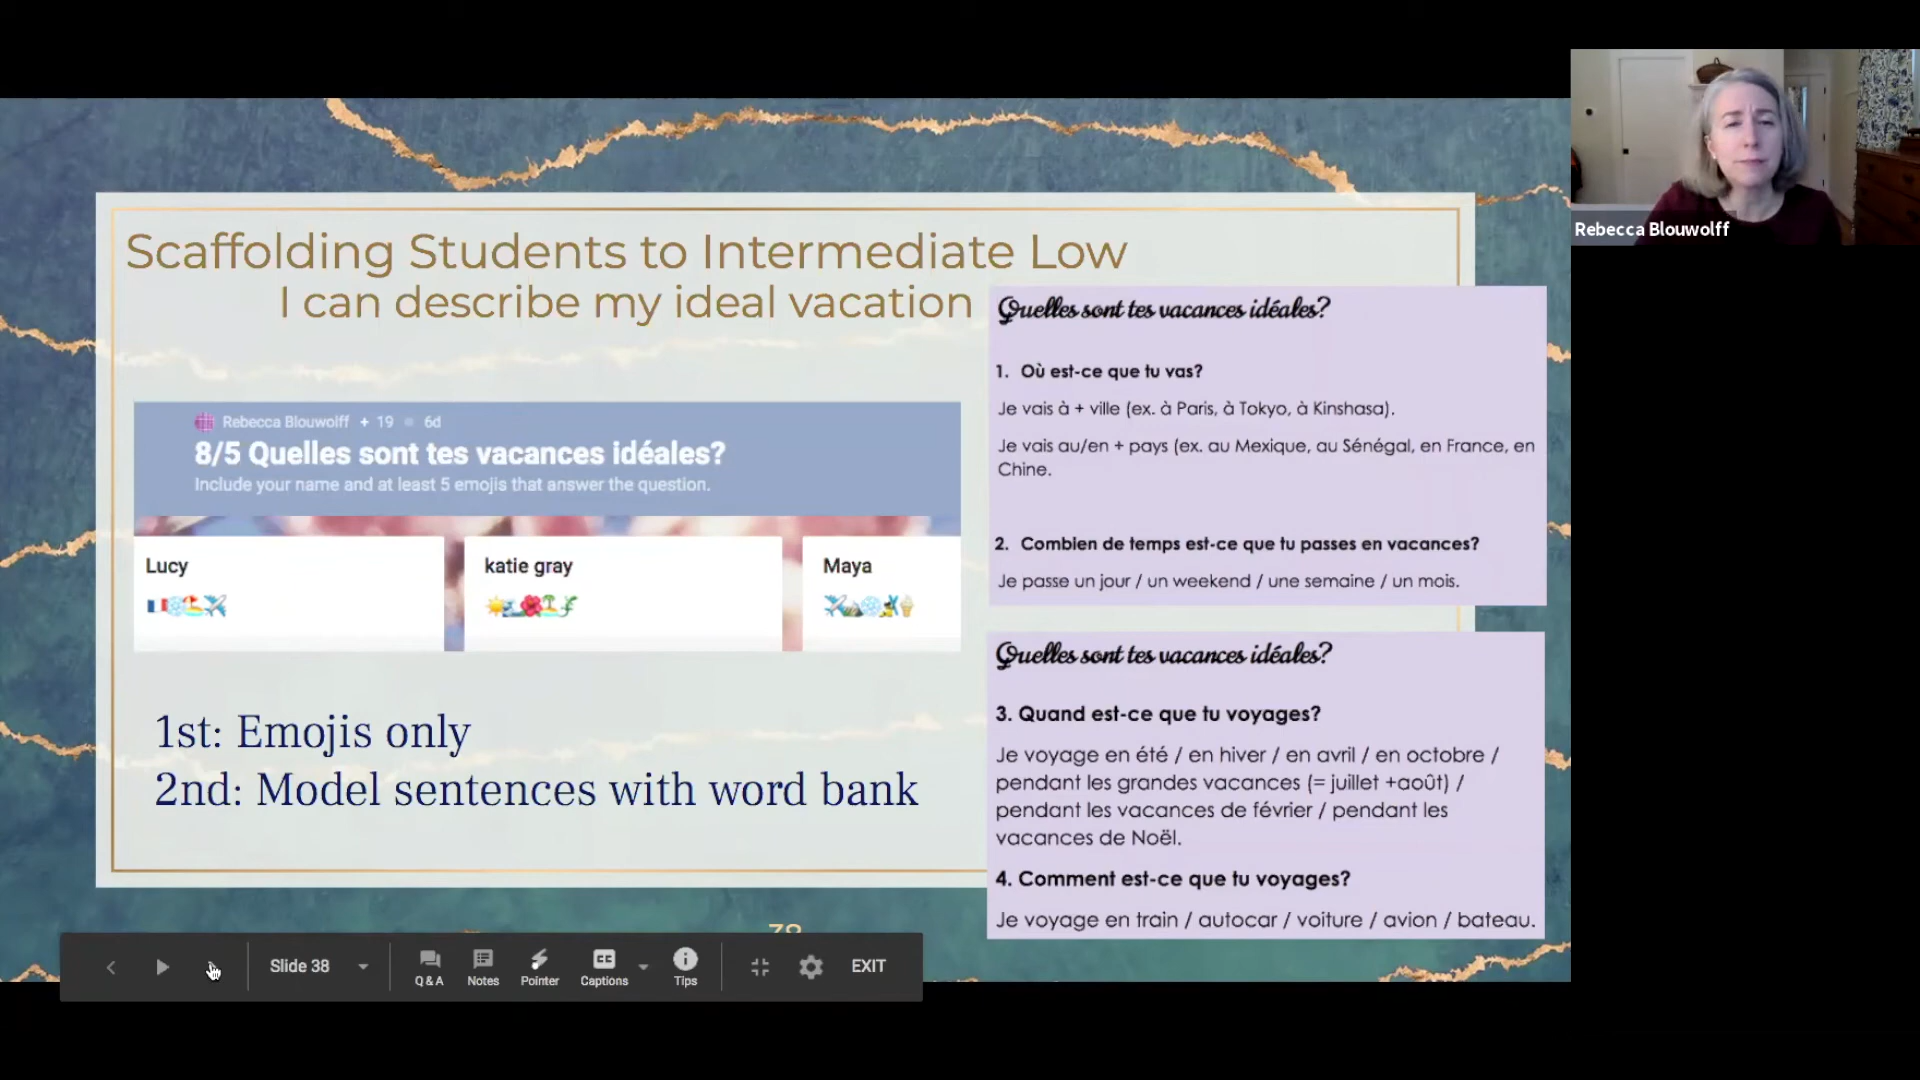 Scaffolding Students to Intermediate Low
I can describe my ideal vacation
Rebecca Blouwolff + 19 6d
8/5 Quelles sont tes vacances idéales?
Include your name and at least 5 emojis that answer the question.
Lucy
katie gray
Maya
1st: Emojis only
2nd: Model sentences with word bank
Quelles sont tes vacances idéales?
1. Où est-ce que tu vas?
Je vais à + ville (ex. à Paris, à Tokyo, à Kinshasa).
Je vais au/en + pays (ex. au Mexique, au Sénégal, en France, en
Chine.
2. Combien de temps est-ce que tu passes en vacances?
Je passe un jour / un weekend / une semaine / un mois.
Quelles sont tes vacances idéales?
3. Quand est-ce que tu voyages?
Je voyage en été / en hiver / en avril / en octobre /
pendant les grandes vacances (= juillet +août) /
pendant les vacances de février / pendant les
vacances de Noël.
4. Comment est-ce que tu voyages?
Je voyage en train / autocar / voiture / avion / bateau.
38
Slide 38
Q & A
Notes
Pointer
CC
Captions
Tips
EXIT
Rebecca Blouwolff